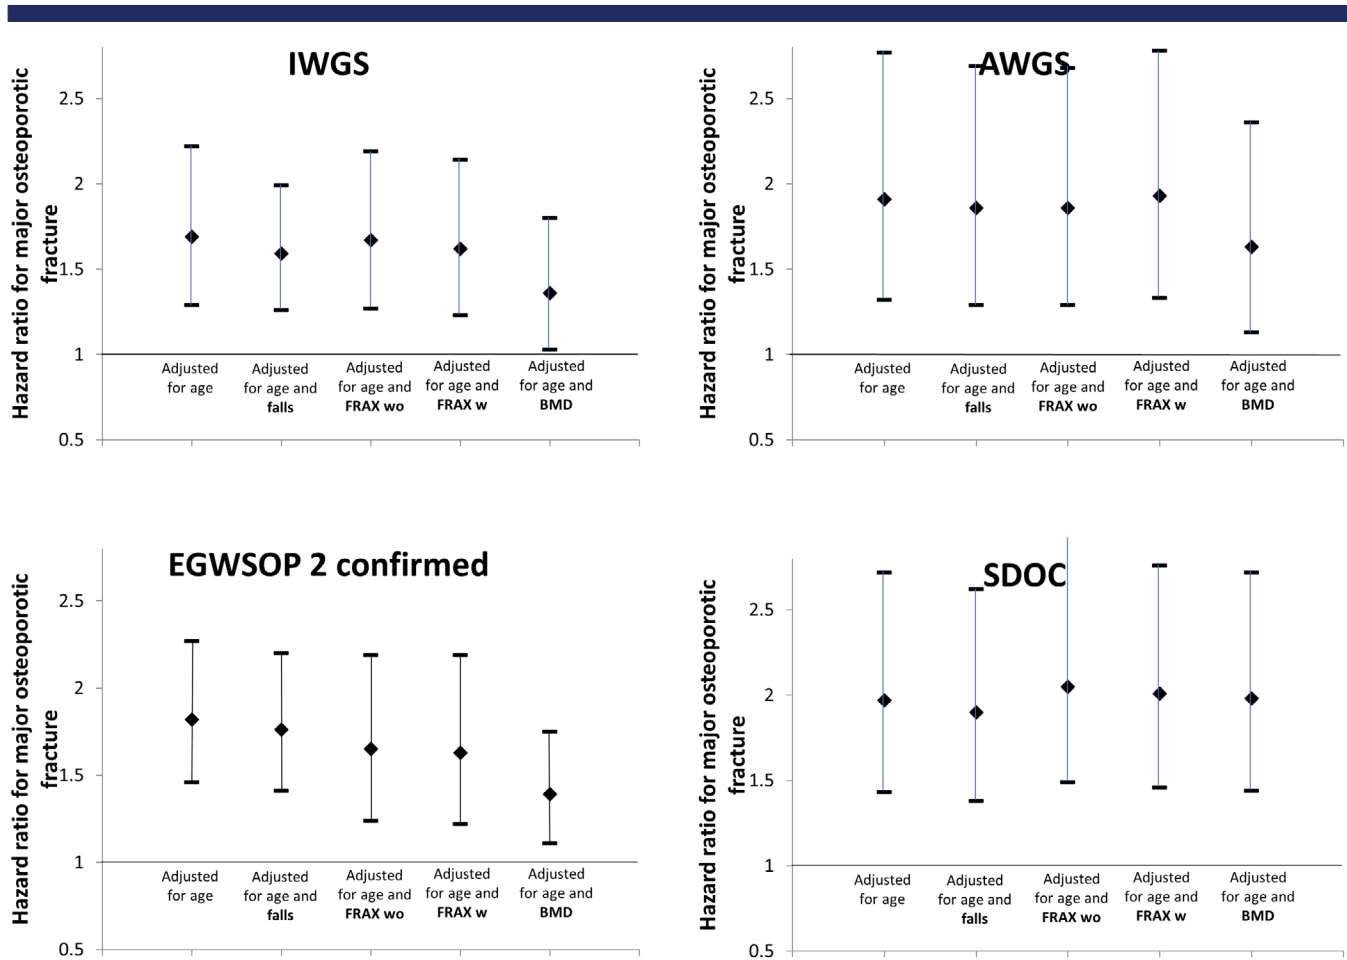 IWGS
Hazard ratio for major osteoporotic
fracture
2.5
2
1.5
1
0.5
Adjusted
for age
Adjusted
for age and
falls
Adjusted
for age and
FRAX wo
Adjusted
for age and
FRAX w
Adjusted
for age and
BMD
AWGS
Hazard ratio for major osteoporotic
fracture
2.5
2
1.5
1
0.5
Adjusted
for age
Adjusted
for age and
falls
Adjusted
for age and
FRAX wo
Adjusted
for age and
FRAX w
Adjusted
for age and
BMD
EGWSOP 2 confirmed
Hazard ratio for major osteoporotic
fracture
2.5
2
1.5
1
0.5
Adjusted
for age
Adjusted
for age and
falls
Adjusted
for age and
FRAX wo
Adjusted
for age and
FRAX w
Adjusted
for age and
BMD
SDOC
Hazard ratio for major osteoporotic
fracture
2.5
2
1.5
1
0.5
Adjusted
for age
Adjusted
for age and
falls
Adjusted
for age and
FRAX wo
Adjusted
for age and
FRAX w
Adjusted
for age and
BMD